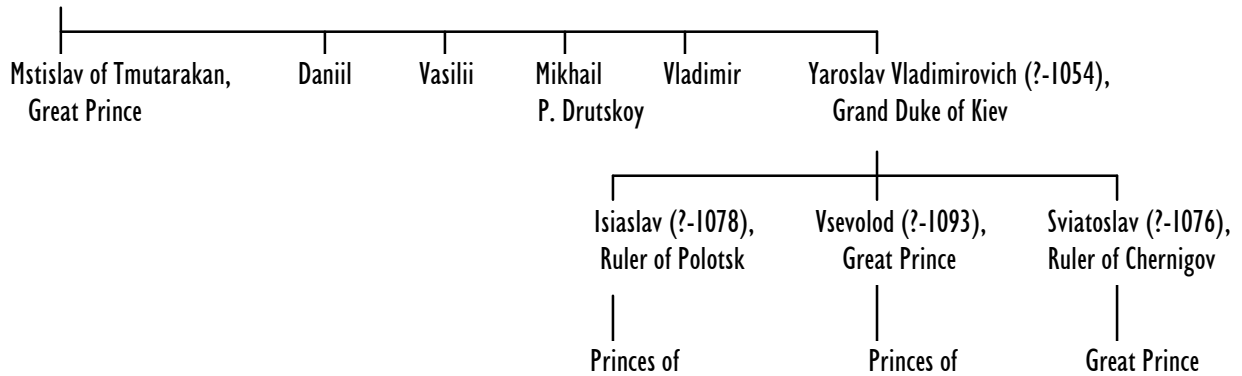 Mstislav of Tmutarakan,
Great Prince
Daniil
Vasilii
Mikhail
P. Drutskoy
Vladimir
Yaroslav Vladimirovich (?-1054),
Grand Duke of Kiev
Isiaslav (?-1078),
Ruler of Polotsk
Vsevolod (?-1093),
Great Prince
Sviatoslav (?-1076),
Ruler of Chernigov
Princes of
Princes of
Great Prince